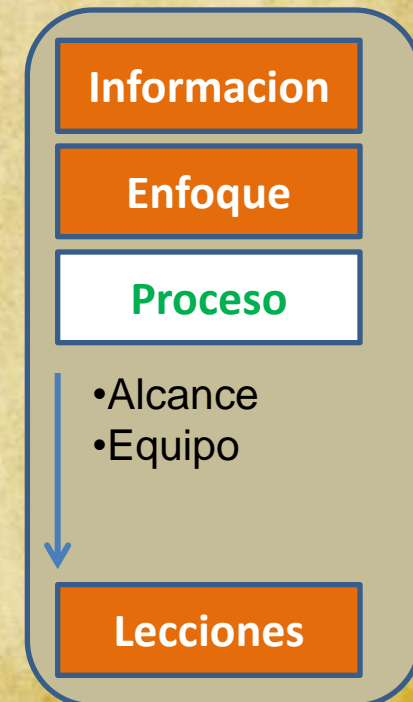 Informacion
Enfoque
Proceso
•Alcance
•Equipo
Lecciones